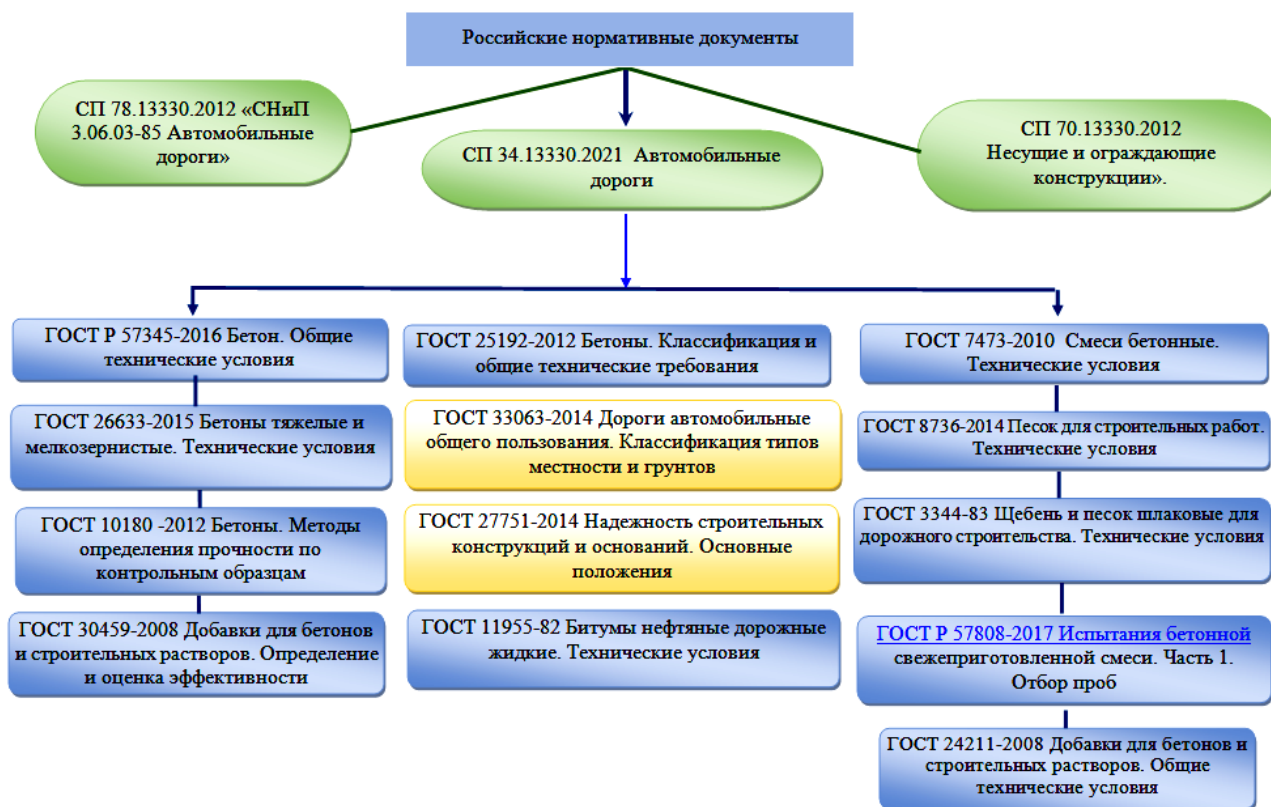 Российские нормативные документы
СП 78.13330.2012 «СНиП
3.06.03-85 Автомобильные
дороги»
СП 34.13330.2021 Автомобильные
дороги
СП 70.13330.2012
Несущие и ограждающие
конструкции».
ГОСТ Р 57345-2016 Бетон. Общие
технические условия
ГОСТ 26633-2015 Бетоны тяжелые и
мелкозернистые. Технические условия
ГОСТ 10180 -2012 Бетоны. Методы
определения прочности по
контрольным образцам
ГОСТ 30459-2008 Добавки для бетонов
и строительных растворов. Определение
и оценка эффективности
ГОСТ 25192-2012 Бетоны. Классификация и
общие технические требования
ГОСТ 33063-2014 Дороги автомобильные
общего пользования. Классификация типов
местности и грунтов
ГОСТ 27751-2014 Надежность строительных
конструкций и оснований. Основные
положения
ГОСТ 11955-82 Битумы нефтяные дорожные
жидкие. Технические условия
ГОСТ 7473-2010 Смеси бетонные.
Технические условия
ГОСТ 8736-2014 Песок для строительных работ.
Технические условия
ГОСТ 3344-83 Щебень и песок шлаковые для
дорожного строительства. Технические условия
ГОСТ Р 57808-2017 Испытания бетонной
свежеприготовленной смеси. Часть 1.
Отбор проб
ГОСТ 24211-2008 Добавки для бетонов и
строительных растворов. Общие
технические условия